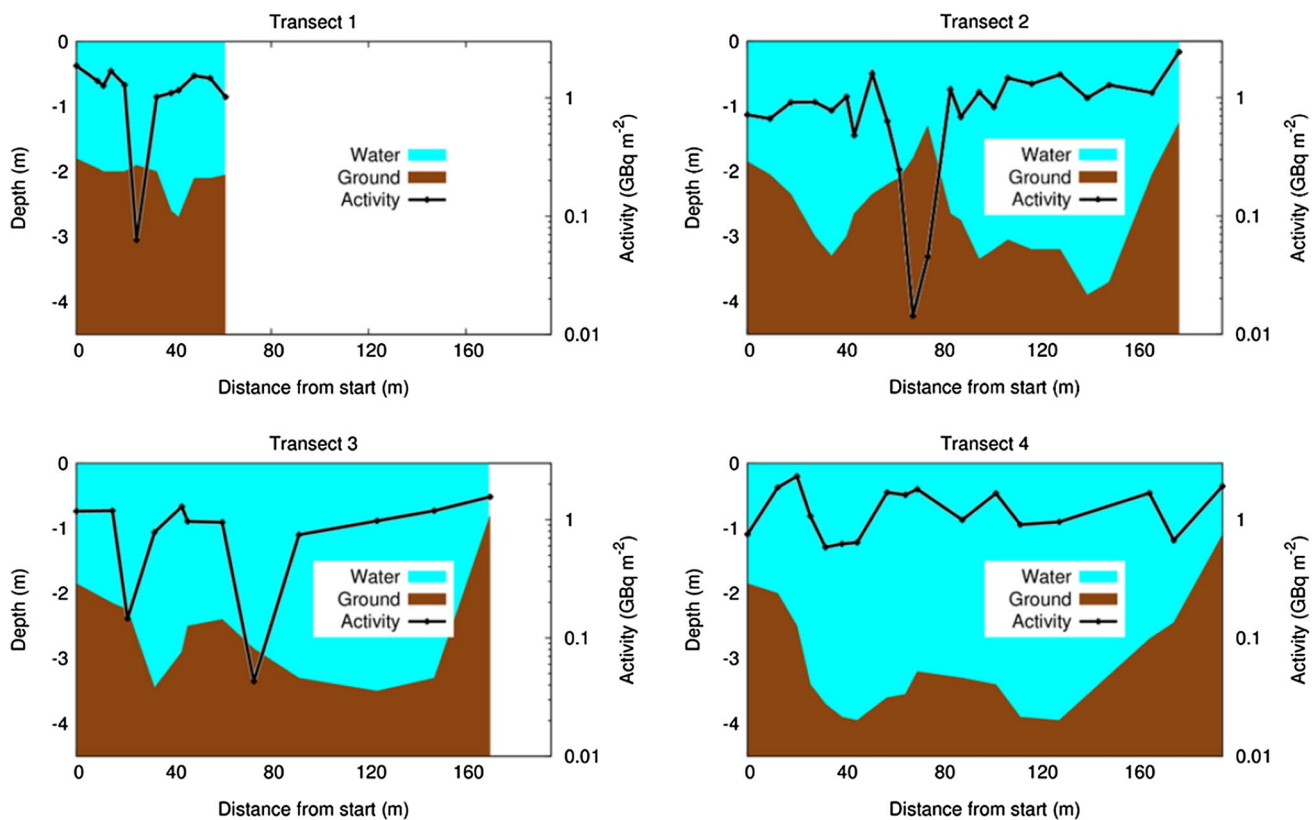 Transect 1
0
-1
-2
-3
-4
Depth (m)
Water
Ground
Activity
1
0.1
0.01
Activity (GBq m-2)
0 40 80 120 160
Distance from start (m)
Transect 2
0
-1
-2
-3
-4
Depth (m)
Water
Ground
Activity
1
0.1
0.01
Activity (GBq m-2)
0 40 80 120 160
Distance from start (m)
Transect 3
0
-1
-2
-3
-4
Depth (m)
Water
Ground
Activity
1
0.1
0.01
Activity (GBq m-2)
0 40 80 120 160
Distance from start (m)
Transect 4
0
-1
-2
-3
-4
Depth (m)
Water
Ground
Activity
1
0.1
0.01
Activity (GBq m-2)
0 40 80 120 160
Distance from start (m)